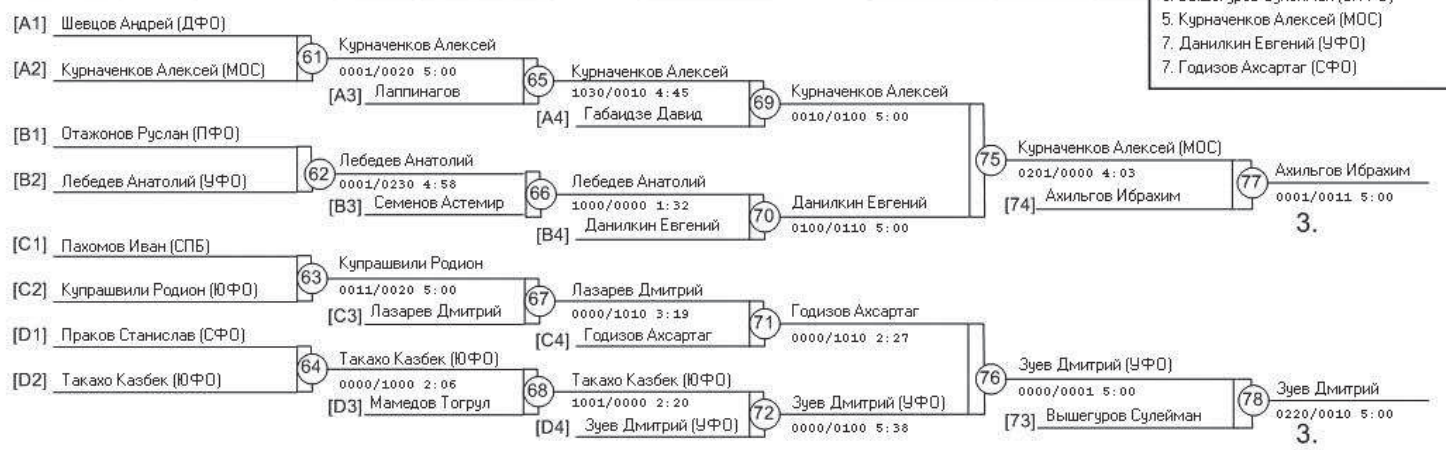 5. Курначенков Алексей (МОС)
7. Данилкин Евгений (УФО)
7. Годизов Ахсартаг (СФО)
[A1] Шевцов Андрей (ДФО)
61
[A2] Курначенков Алексей (МОС)
Курначенков Алексей
0001/0020 5:00
65
[A3] Лаппинагов
Курначенков Алексей
1030/0010 4:45
69
[A4] Габаидзе Давид
Курначенков Алексей
0010/0100 5:00
[B1] Отажонов Руслан (ПФО)
62
[B2] Лебедев Анатолий (УФО)
Лебедев Анатолий
0001/0230 4:58
66
[B3] Семенов Астемир
Лебедев Анатолий
1000/0000 1:32
70
[B4] Данилкин Евгений
Данилкин Евгений
0100/0110 5:00
75
Курначенков Алексей (МОС)
0201/0000 4:03
77
[74] Ахильгов Ибрахим
Ахильгов Ибрахим
0001/0011 5:00
3.
[C1] Пахомов Иван (СПБ)
63
[C2] Купрашвили Родион (ЮФО)
Купрашвили Родион
0011/0020 5:00
67
[C3] Лазарев Дмитрий
Лазарев Дмитрий
0000/1010 3:19
71
[C4] Годизов Ахсартаг
Годизов Ахсартаг
0000/1010 2:27
[D1] Праков Станислав (СФО)
64
[D2] Такахо Казбек (ЮФО)
Такахо Казбек (ЮФО)
0000/1000 2:06
68
[D3] Мамедов Тогрул
Такахо Казбек (ЮФО)
1001/0000 2:20
72
[D4] Зуев Дмитрий (УФО)
Зуев Дмитрий (УФО)
0000/0100 5:38
76
Зуев Дмитрий (УФО)
0000/0001 5:00
78
[73] Вышегуров Сулейман
Зуев Дмитрий
0220/0010 5:00
3.